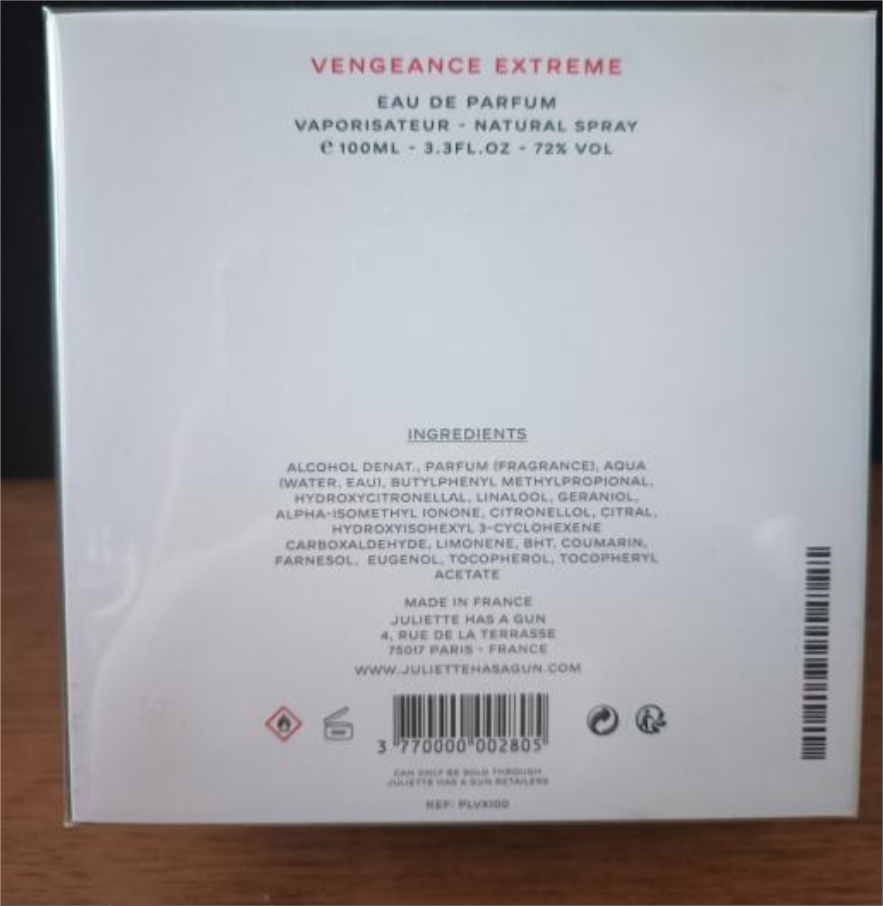 VENGEANCE EXTREME
EAU DE PARFUM
VAPORISATEUR - NATURAL SPRAY
℮ 100ML - 3.3FL.OZ - 72% VOL
INGREDIENTS
ALCOHOL DENAT., PARFUM (FRAGRANCE), AQUA
(WATER, EAU), BUTYLPHENYL METHYLPROPIONAL,
HYDROXYCITRONELLAL, LINALOOL, GERANIOL,
ALPHA-ISOMETHYL IONONE, CITRONELLOL, CITRAL,
HYDROXYISOHEXYL 3-CYCLOHEXENE
CARBOXALDEHYDE, LIMONENE, BHT, COUMARIN,
FARNESOL, EUGENOL, TOCOPHEROL, TOCOPHERYL
ACETATE
MADE IN FRANCE
JULIETTE HAS A GUN
4, RUE DE LA TERRASSE
75017 PARIS - FRANCE
WWW.JULIETTEHASAGUN.COM
3 770000 002805
CAN ONLY BE SOLD THROUGH
JULIETTE HAS A GUN RETAILERS
REF: PLVX100